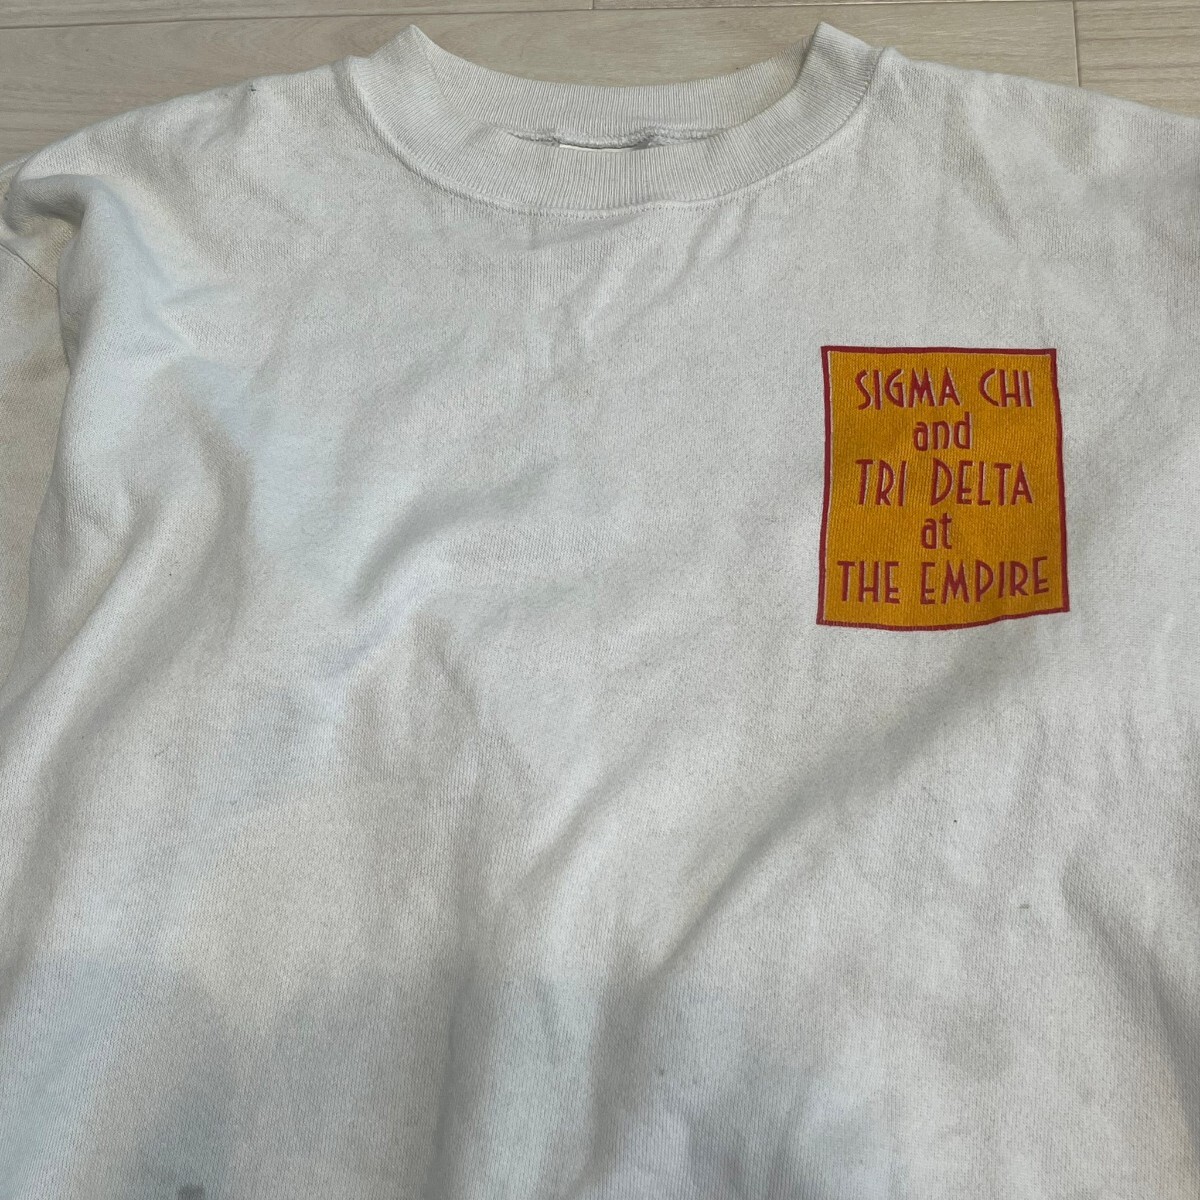 SIGMA CHI
and
TRI DELTA
at
THE EMPIRE